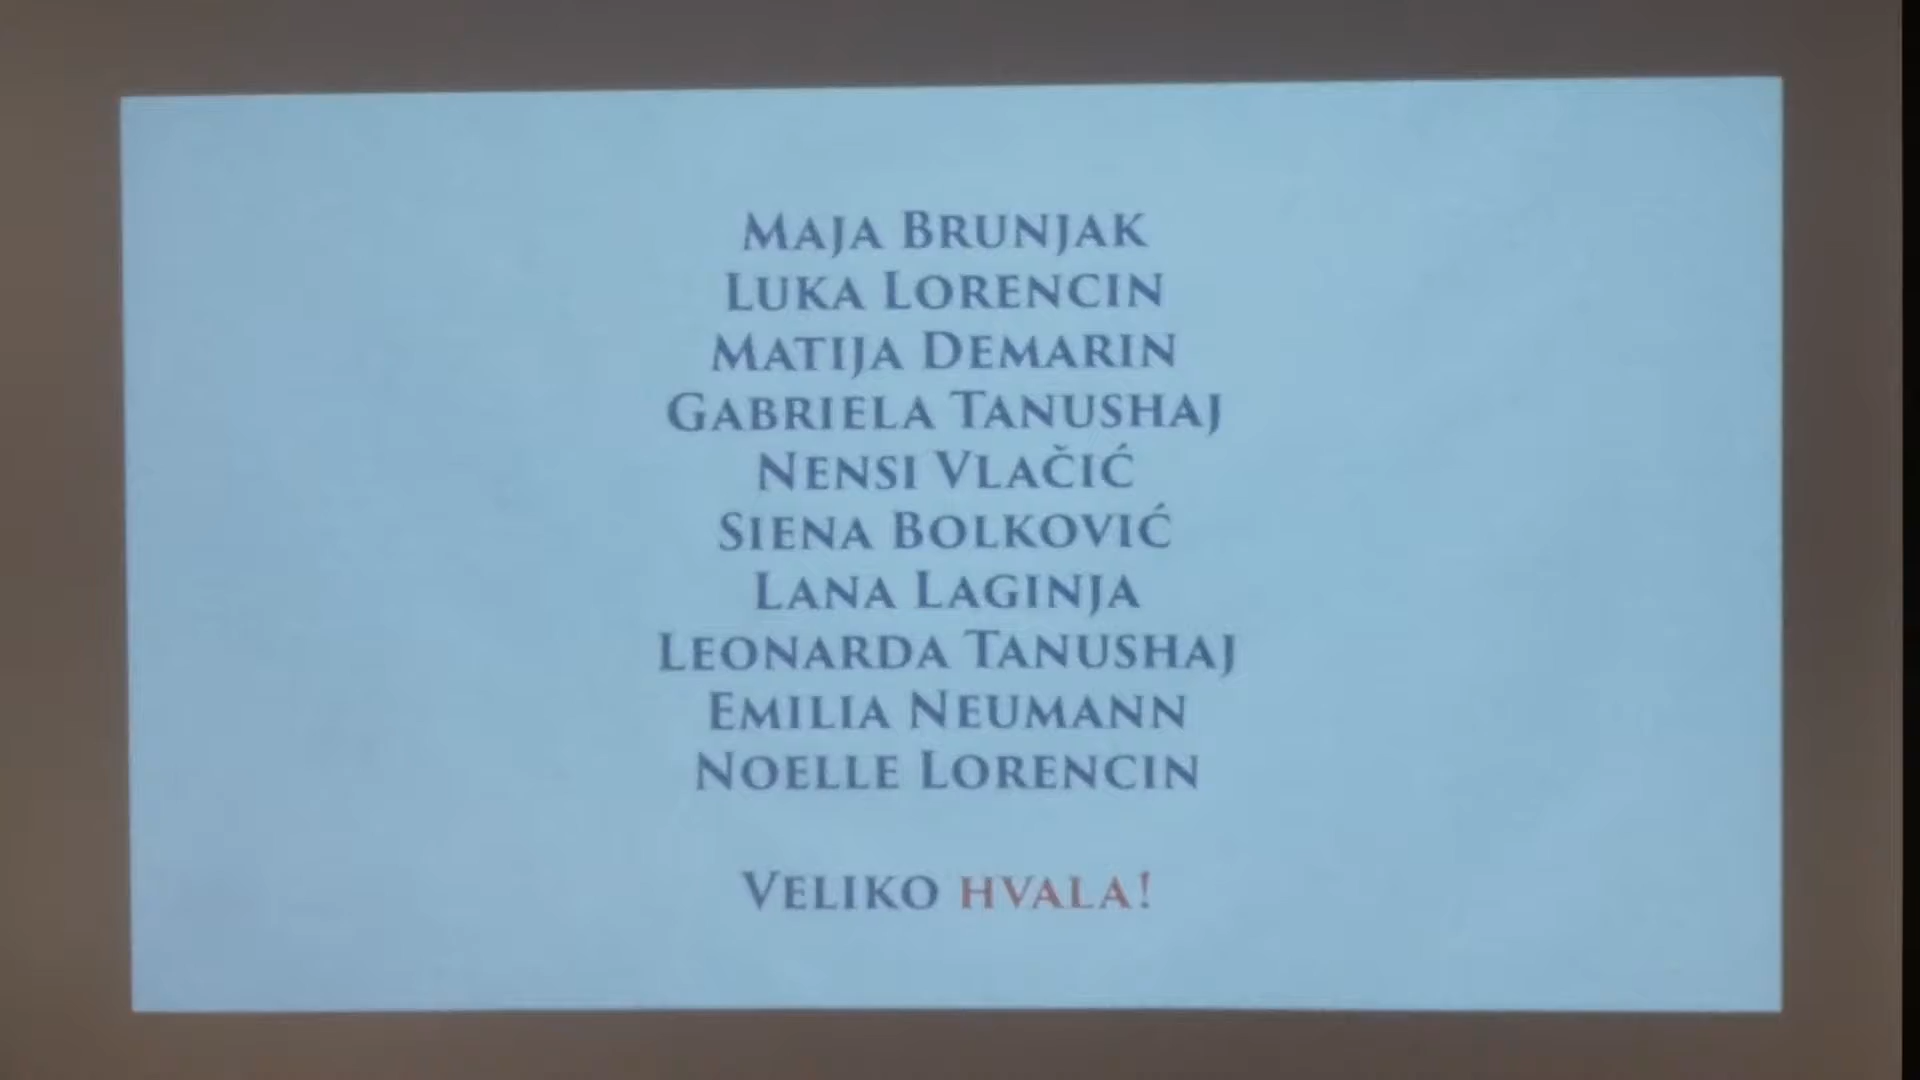 Maja Brunjak
Luka Lorencin
Matija Demarin
Gabriela Tanushaj
Nensi Vlačić
Siena Bolković
Lana Laginja
Leonarda Tanushaj
Emilia Neumann
Noelle Lorencin
Veliko hvala!